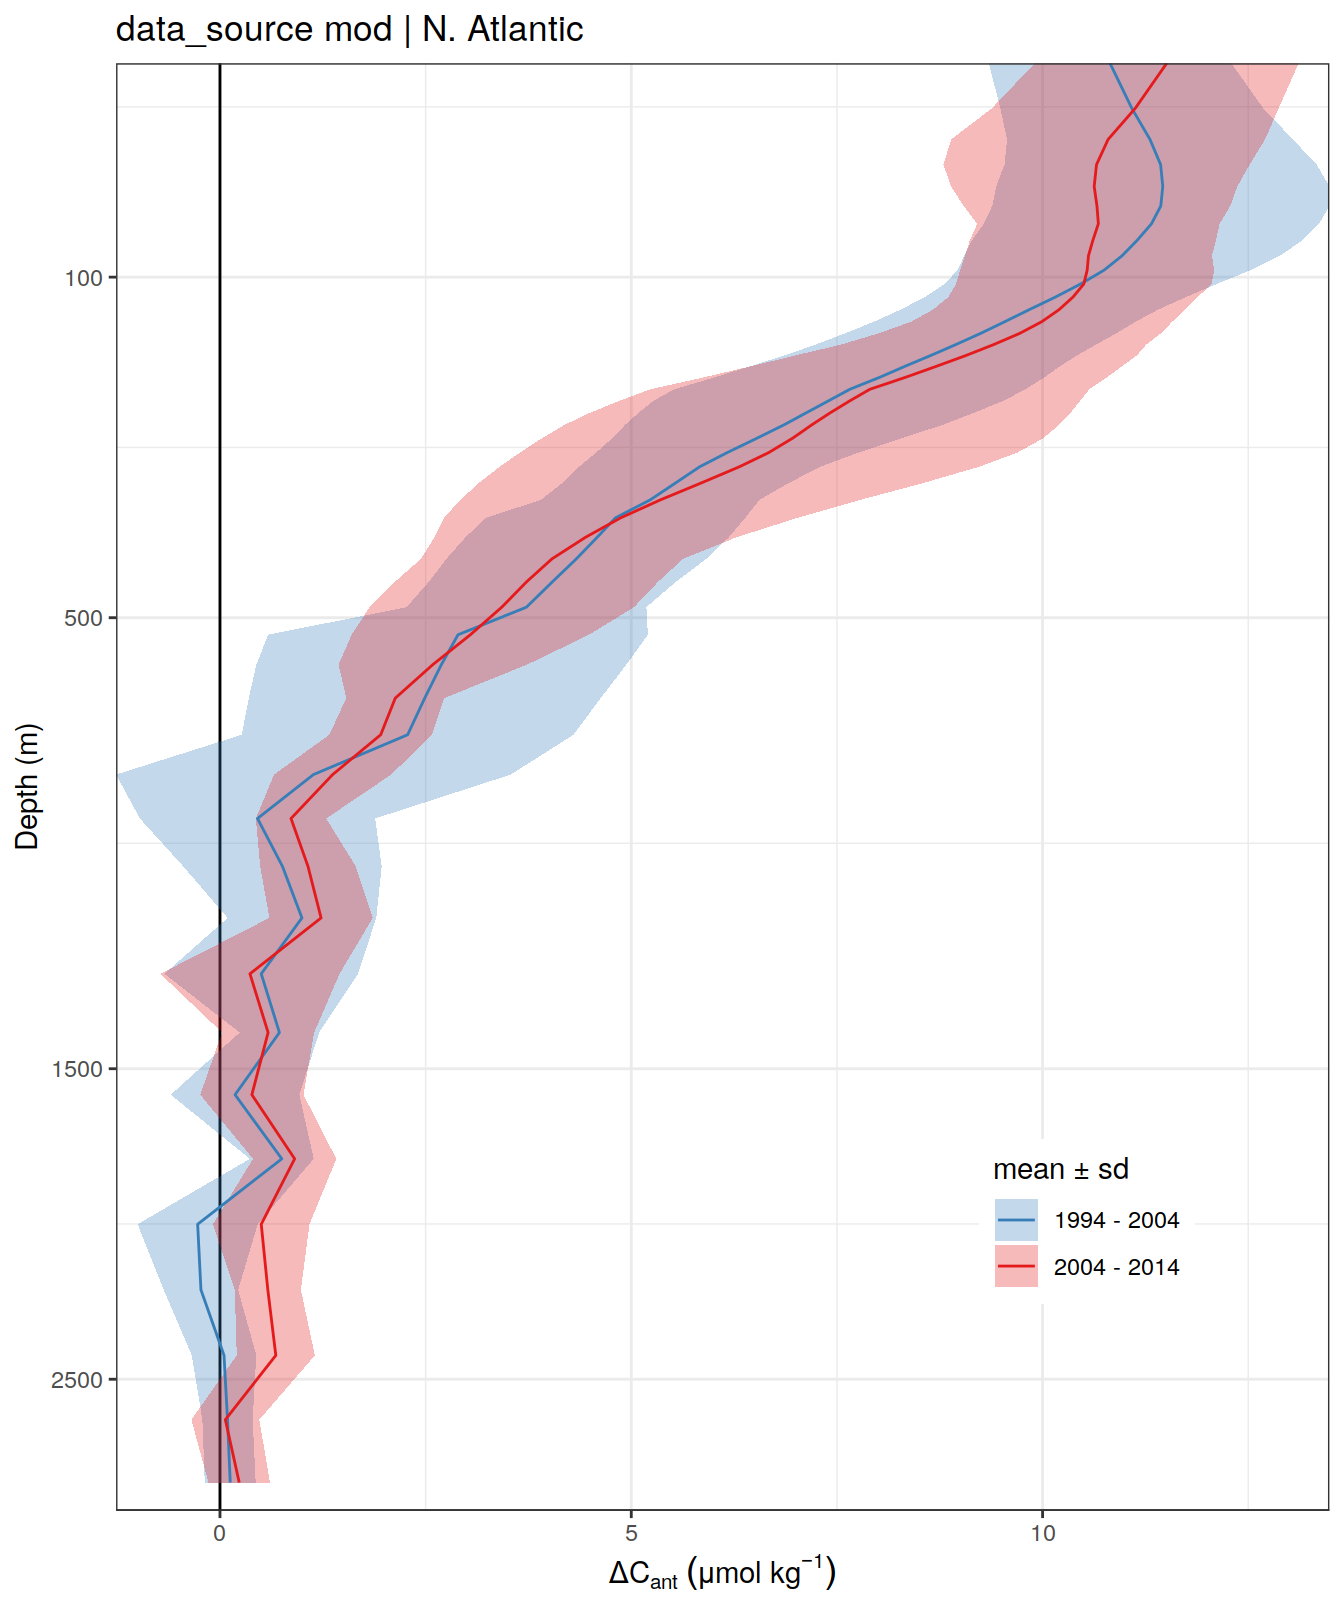 data_source mod | N. Atlantic
Depth (m)
100
500
1500
2500
mean ± sd
1994 - 2004
2004 - 2014
0 5 10
ΔCant (μmol kg⁻¹)